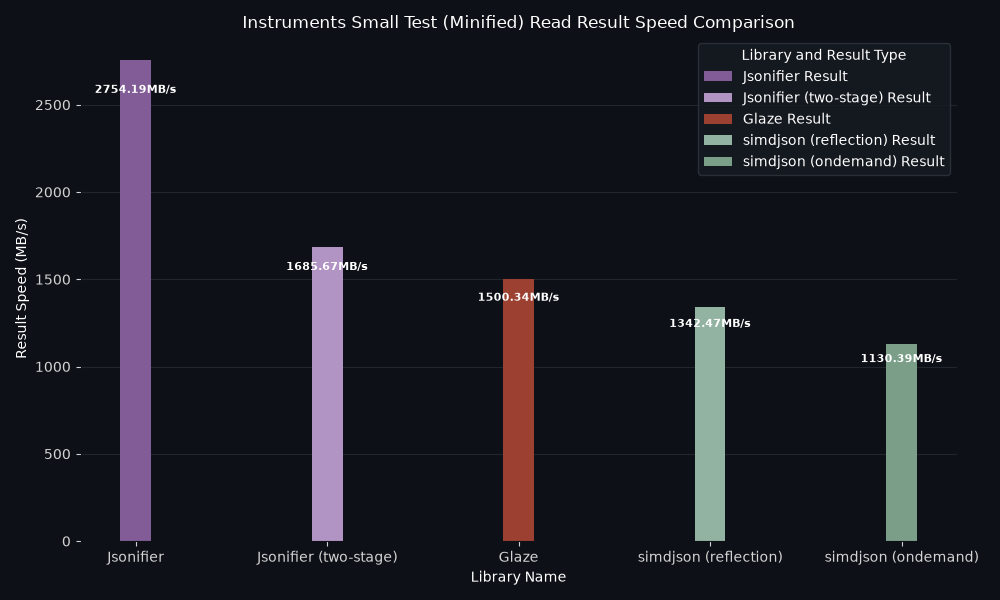 Instruments Small Test (Minified) Read Result Speed Comparison
Library and Result Type
Jsonifier Result
Jsonifier (two-stage) Result
Glaze Result
simdjson (reflection) Result
simdjson (ondemand) Result
Result Speed (MB/s)
2500
2000
1500
1000
500
0
2754.19MB/s
1685.67MB/s
1500.34MB/s
1342.47MB/s
1130.39MB/s
Jsonifier
Jsonifier (two-stage)
Glaze
simdjson (reflection)
simdjson (ondemand)
Library Name